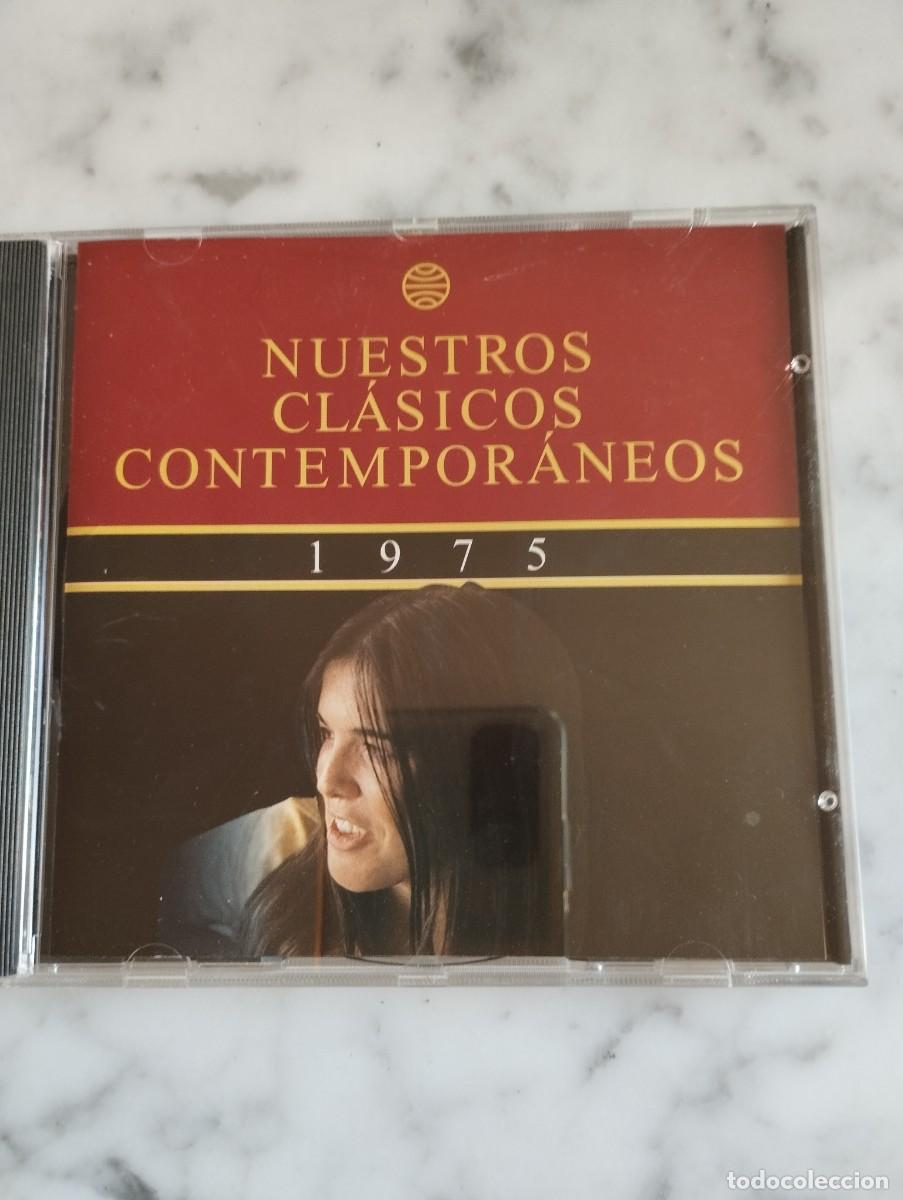 NUESTROS
CLÁSICOS
CONTEMPORÁNEOS
1975
todocoleccion